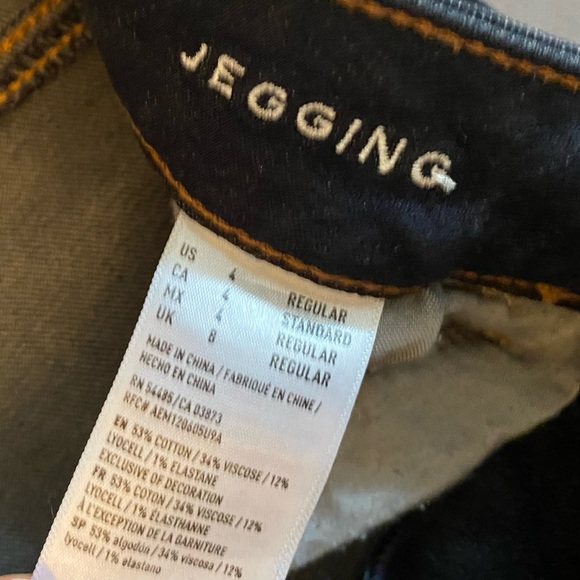 JEGGING
US 4 REGULAR
CA 4 STANDARD
MX 4 REGULAR
UK 8 REGULAR
MADE IN CHINA / FABRIQUÉ EN CHINE /
HECHO EN CHINA
RN 54485/CA 03873
RFC# AEM120605U9A
EN 53% COTTON / 34% VISCOSE / 12%
LYOCELL / 1% ELASTANE
EXCLUSIVE OF DECORATION
FR 53% COTON / 34% VISCOSE / 12%
LYOCELL / 1% ELASTHANNE
A L'EXCEPTION DE LA GARNITURE
SP 53% algodón / 34% viscosa / 12%
lyocell / 1% elastano